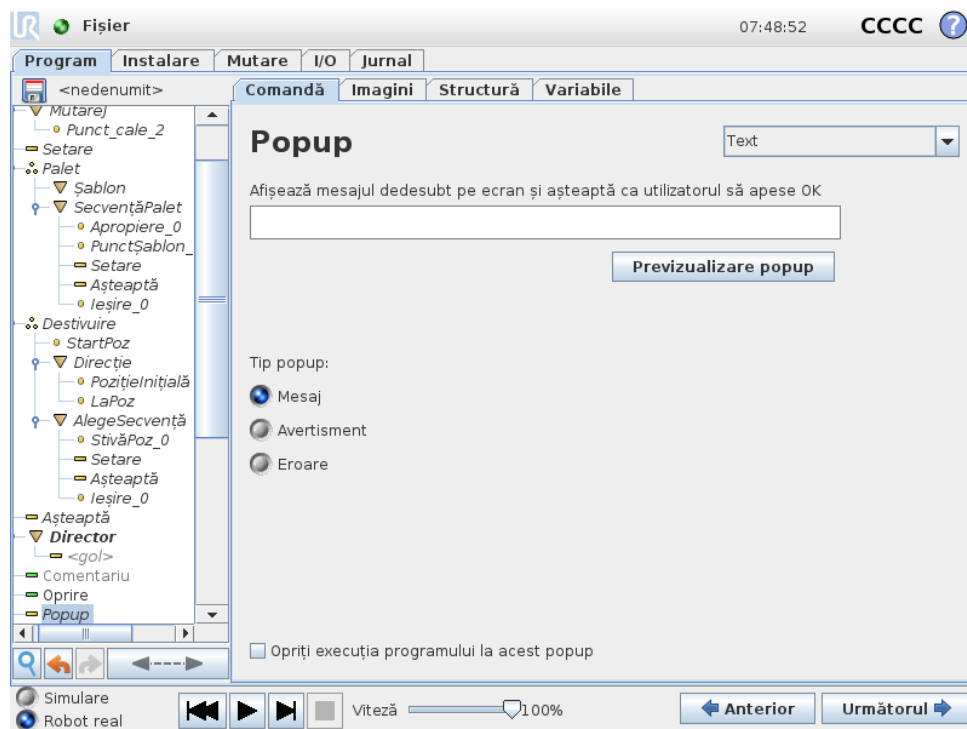 UR Fișier 07:48:52 CCCC ?
Program Instalare Mutare I/O Jurnal
<nedenumit>
Comandă Imagini Structură Variabile
MutareJ
Punct_cale_2
Setare
Palet
Șablon
SecvențăPalet
Apropiere_0
PunctȘablon_
Setare
Așteaptă
Ieșire_0
Destivuire
StartPoz
Direcție
PozițieInițială
LaPoz
AlegeSecvență
StivăPoz_0
Setare
Așteaptă
Ieșire_0
Așteaptă
Director
<gol>
Comentariu
Oprire
Popup
Popup
Text
Afișează mesajul dedesubt pe ecran și așteaptă ca utilizatorul să apese OK
Previzualizare popup
Tip popup:
Mesaj
Avertisment
Eroare
Opriți execuția programului la acest popup
Simulare
Robot real
Viteză 100%
Anterior
Următorul